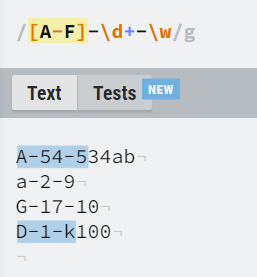 /[A-F]-\d+-\w/g
Text Tests NEW
A-54-534ab¬
a-2-9¬
G-17-10¬
D-1-k100¬
¬